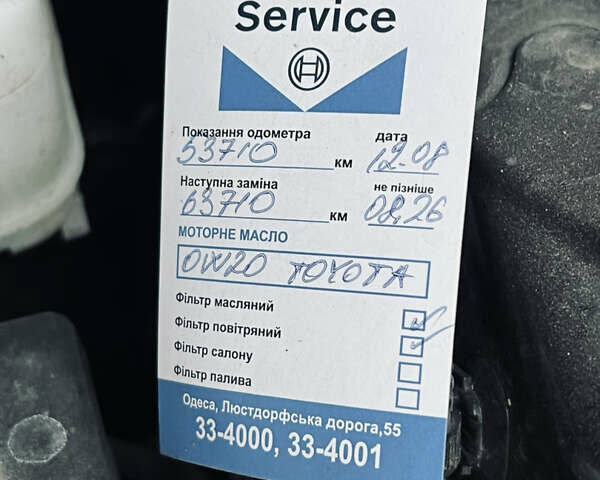 Service
Показання одометра дата
53710 км 12.08
Наступна заміна не пізніше
63710 км 08,26
МОТОРНЕ МАСЛО
0W20 TOYOTA
Фільтр масляний
Фільтр повітряний
Фільтр салону
Фільтр палива
Одеса, Люстдорфська дорога,55
33-4000, 33-4001